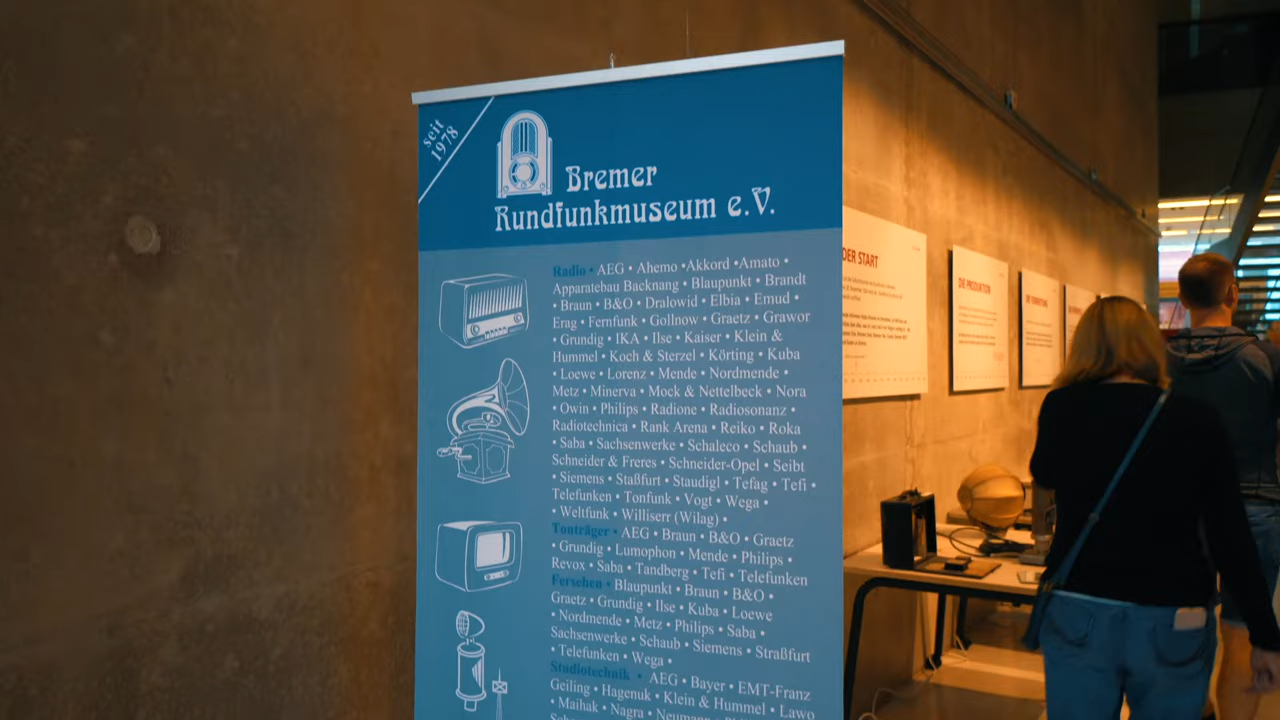 seit
1978
Bremer
Rundfunkmuseum e.V.
Radio • AEG • Ahemo •Akkord •Amato •
Apparatebau Backnang • Blaupunkt • Brandt
• Braun • B&O • Dralowid • Elbia • Emud •
Erag • Fernfunk • Gollnow • Graetz • Grawor
• Grundig • IKA • Ilse • Kaiser • Klein &
Hummel • Koch & Sterzel • Körting • Kuba
• Loewe • Lorenz • Mende • Nordmende •
Metz • Minerva • Mock & Nettelbeck • Nora
• Owin • Philips • Radione • Radiosonanz •
Radiotechnica • Rank Arena • Reiko • Roka
• Saba • Sachsenwerke • Schaleco • Schaub •
Schneider & Freres • Schneider-Opel • Seibt
• Siemens • Staßfurt • Staudigl • Tefag • Tefi •
Telefunken • Tonfunk • Vogt • Wega •
• Weltfunk • Williserr (Wilag) •
Tonträger • AEG • Braun • B&O • Graetz
• Grundig • Lumophon • Mende • Philips •
Revox • Saba • Tandberg • Tefi • Telefunken
Fersehen • Blaupunkt • Braun • B&O •
Graetz • Grundig • Ilse • Kuba • Loewe
• Nordmende • Metz • Philips • Saba •
Sachsenwerke • Schaub • Siemens • Straßfurt
• Telefunken • Wega •
Studiotechnik • AEG • Bayer • EMT-Franz
Geiling • Hagenuk • Klein & Hummel • Lawo
• Maihak • Nagra • Neumann •
DER START
DIE PRODUKTION